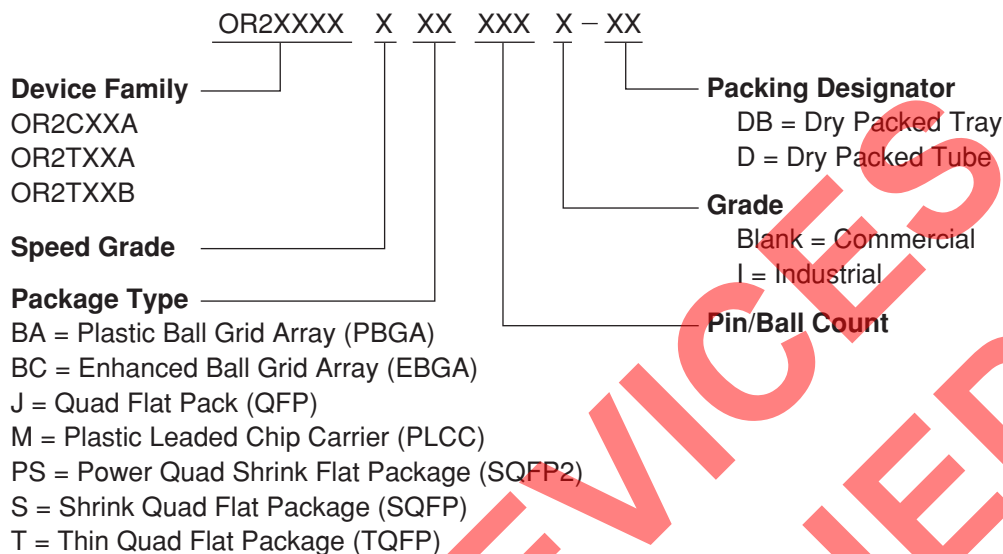 OR2XXXX X XX XXX X – XX
Device Family
OR2CXXA
OR2TXXA
OR2TXXB
Speed Grade
Package Type
BA = Plastic Ball Grid Array (PBGA)
BC = Enhanced Ball Grid Array (EBGA)
J = Quad Flat Pack (QFP)
M = Plastic Leaded Chip Carrier (PLCC)
PS = Power Quad Shrink Flat Package (SQFP2)
S = Shrink Quad Flat Package (SQFP)
T = Thin Quad Flat Package (TQFP)
Packing Designator
DB = Dry Packed Tray
D = Dry Packed Tube
Grade
Blank = Commercial
I = Industrial
Pin/Ball Count